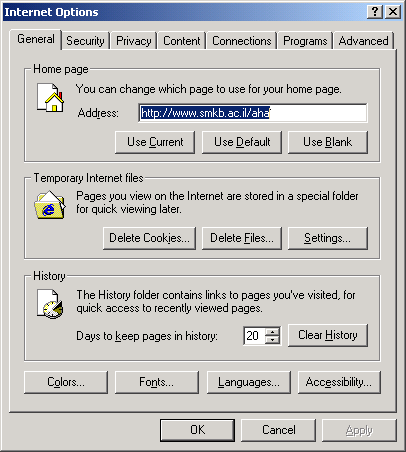 Internet Options
General Security Privacy Content Connections Programs Advanced
Home page
You can change which page to use for your home page.
Address: http://www.smkb.ac.il/aha
Use Current Use Default Use Blank
Temporary Internet files
Pages you view on the Internet are stored in a special folder
for quick viewing later.
Delete Cookies... Delete Files... Settings...
History
The History folder contains links to pages you've visited, for
quick access to recently viewed pages.
Days to keep pages in history: 20 Clear History
Colors... Fonts... Languages... Accessibility...
OK Cancel Apply